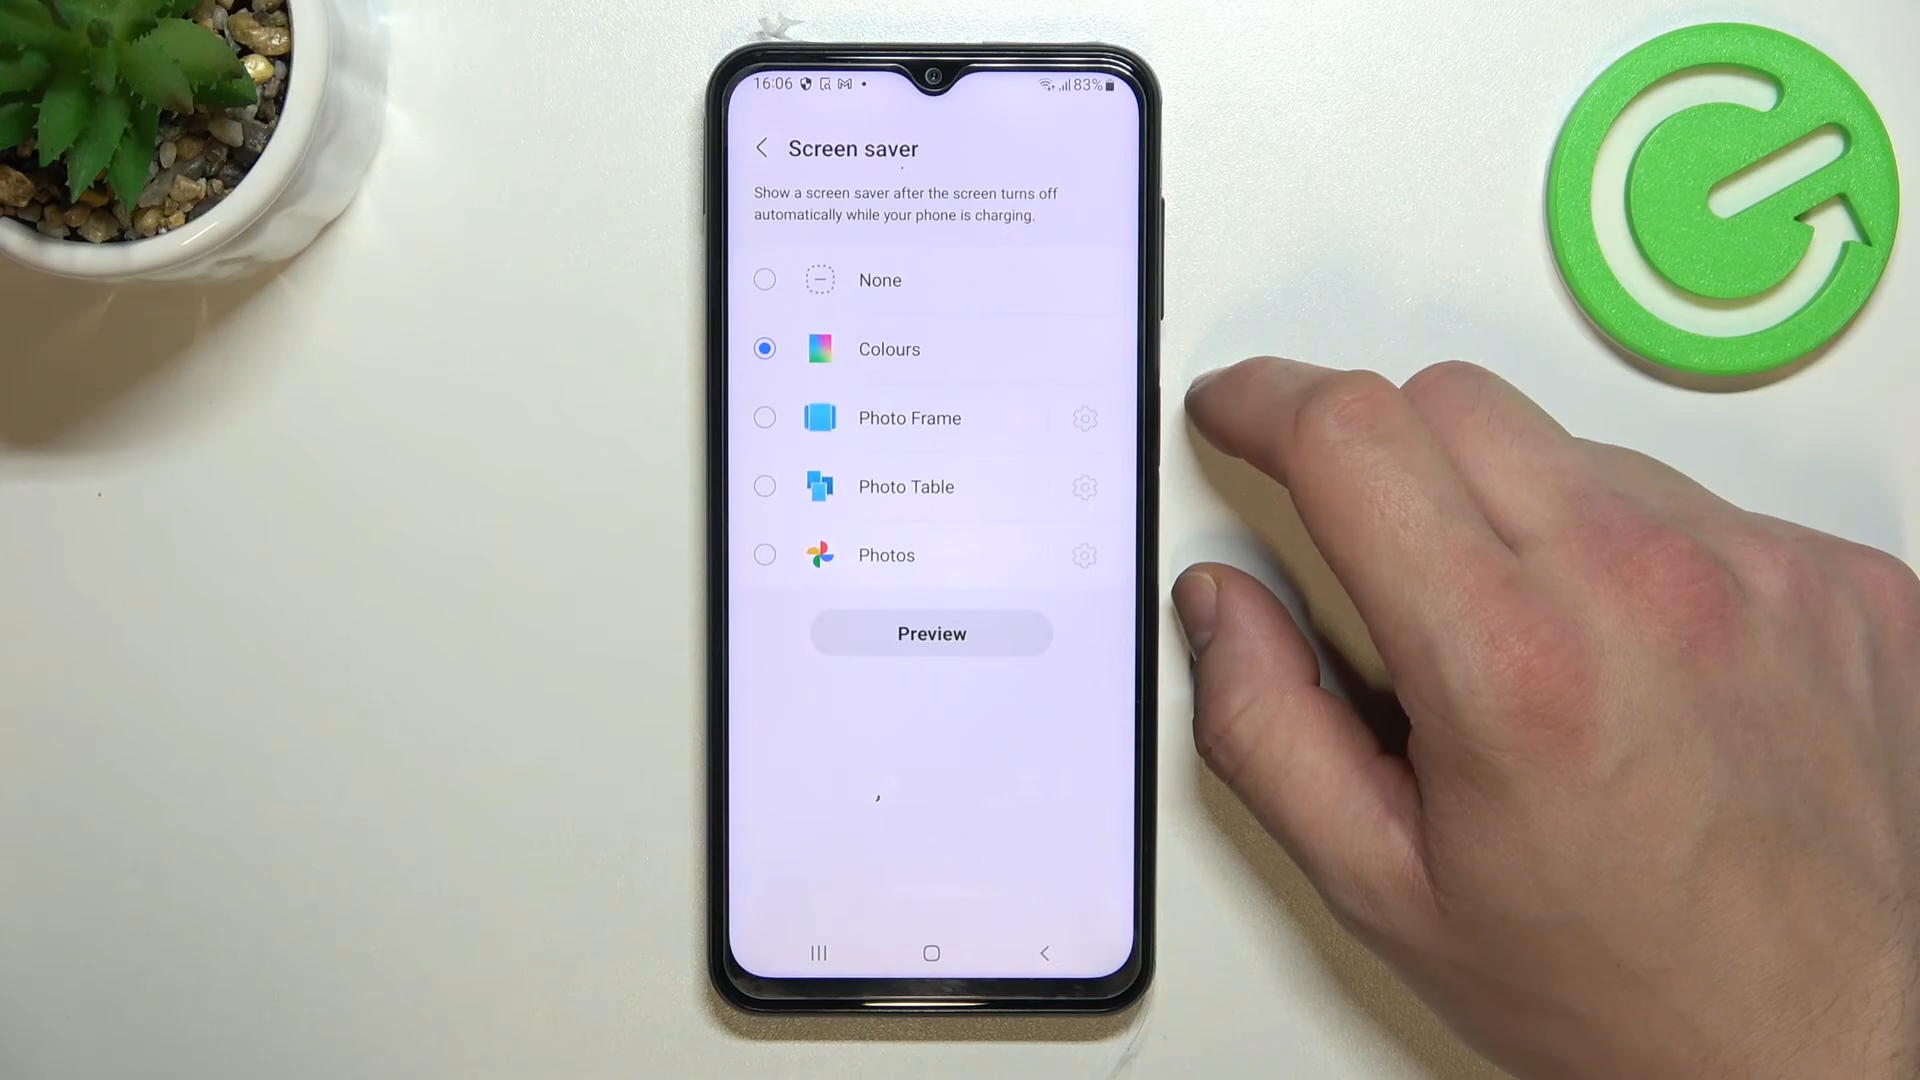 16:06
83%
Screen saver
Show a screen saver after the screen turns off
automatically while your phone is charging.
None
Colours
Photo Frame
Photo Table
Photos
Preview